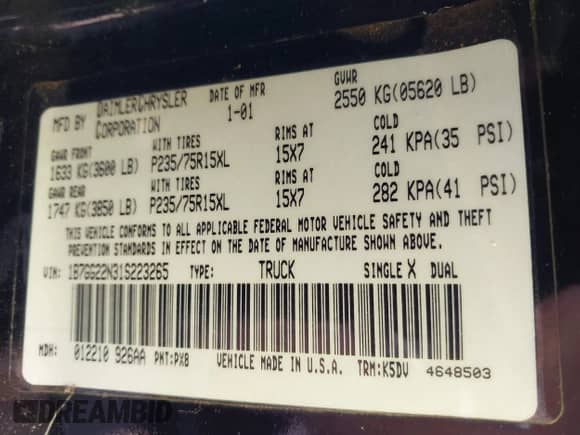 MFD BY DAIMLERCHRYSLER CORPORATION
DATE OF MFR 1-01
GVWR 2550 KG(05620 LB)
GAWR FRONT WITH TIRES RIMS AT COLD
1633 KG(3600 LB) P235/75R15XL 15X7 241 KPA(35 PSI)
GAWR REAR WITH TIRES RIMS AT COLD
1747 KG(3850 LB) P235/75R15XL 15X7 282 KPA(41 PSI)
THIS VEHICLE CONFORMS TO ALL APPLICABLE FEDERAL MOTOR VEHICLE SAFETY AND THEFT
PREVENTION STANDARDS IN EFFECT ON THE DATE OF MANUFACTURE SHOWN ABOVE.
VIN: 1B7GG22N31S223265 TYPE: TRUCK SINGLE X DUAL
MDH: 012210 926AA PNT:PXB VEHICLE MADE IN U.S.A. TRM:K5DV 4648503
DREAMBID